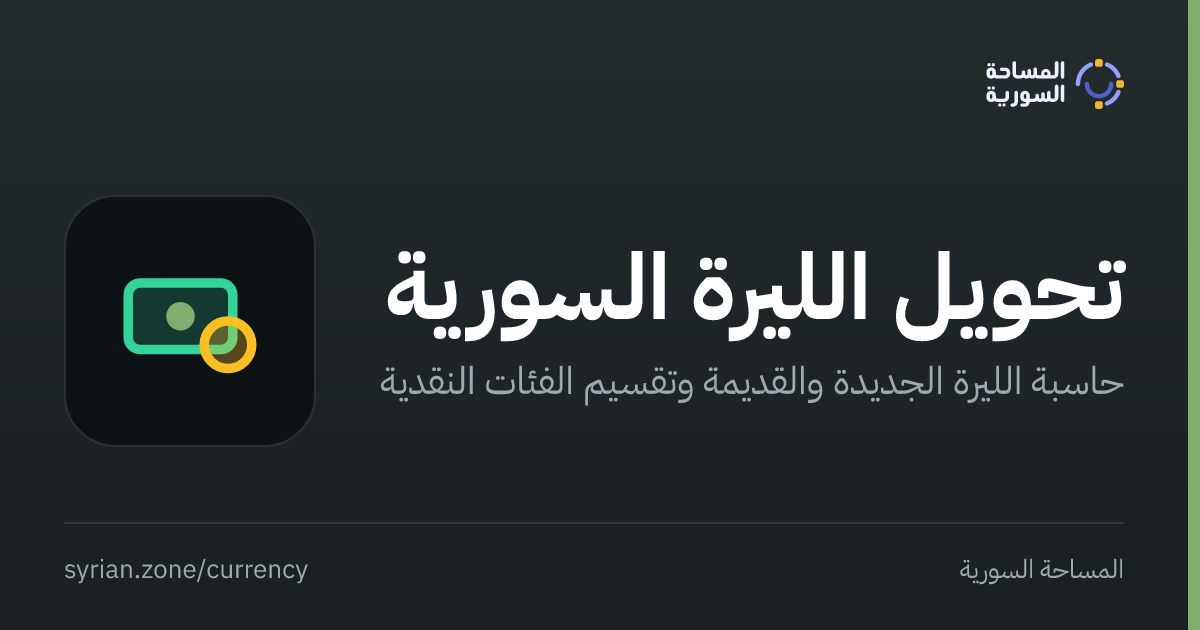 المساحة
السورية
تحويل الليرة السورية
حاسبة الليرة الجديدة والقديمة وتقسيم الفئات النقدية
المساحة السورية
syrian.zone/currency